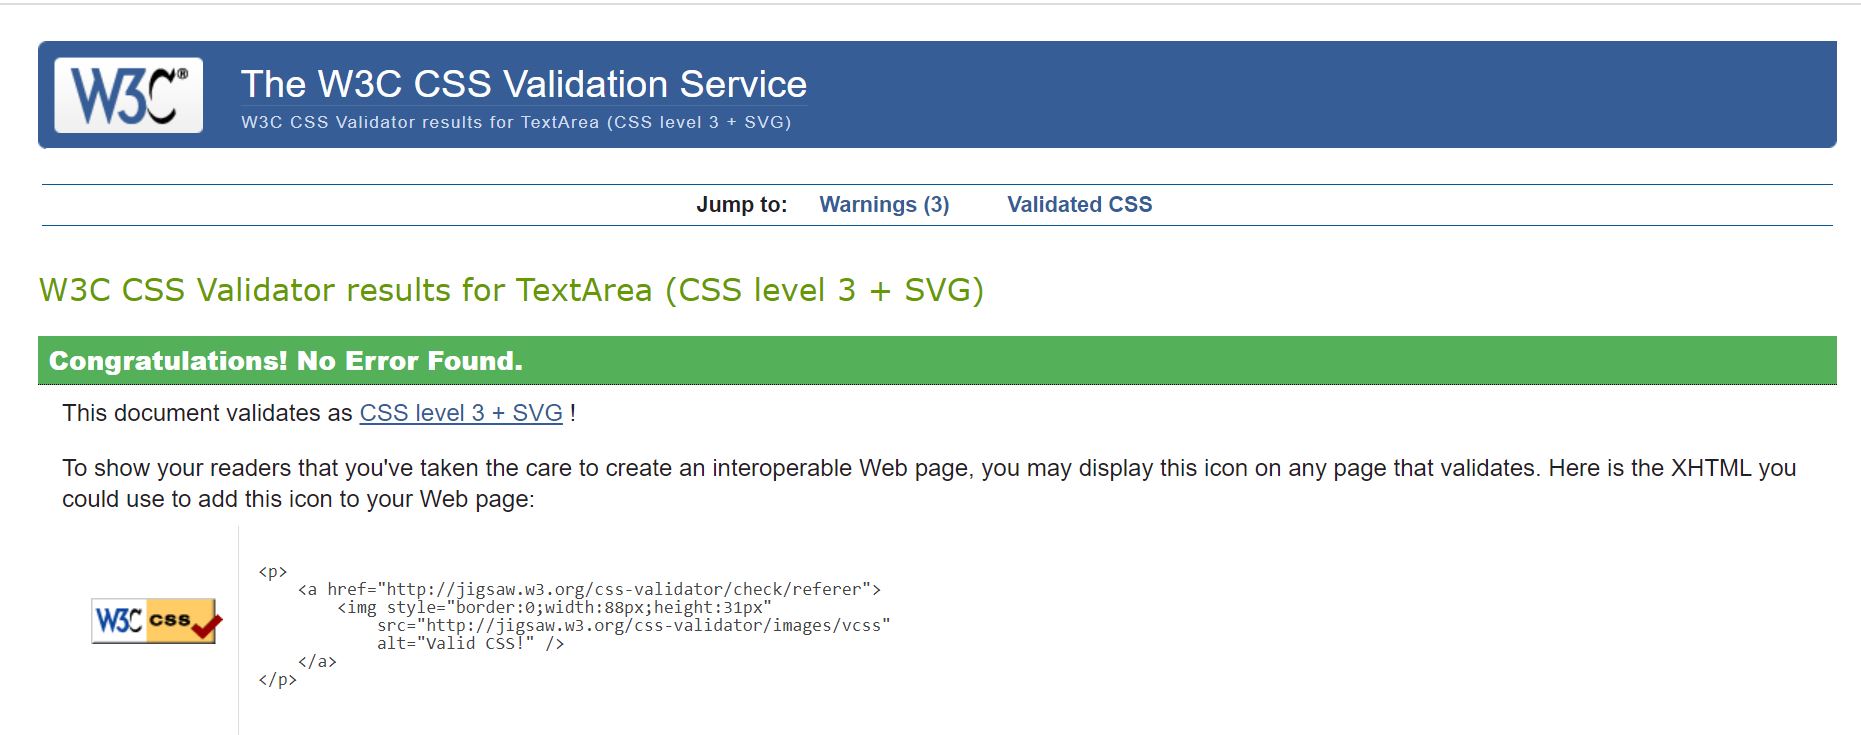 W3C®
The W3C CSS Validation Service
W3C CSS Validator results for TextArea (CSS level 3 + SVG)
Jump to: Warnings (3) Validated CSS
W3C CSS Validator results for TextArea (CSS level 3 + SVG)
Congratulations! No Error Found.
This document validates as CSS level 3 + SVG !
To show your readers that you've taken the care to create an interoperable Web page, you may display this icon on any page that validates. Here is the XHTML you
could use to add this icon to your Web page:
W3C css
<p>
    <a href="http://jigsaw.w3.org/css-validator/check/referer">
        <img style="border:0;width:88px;height:31px"
            src="http://jigsaw.w3.org/css-validator/images/vcss"
            alt="Valid CSS!" />
    </a>
</p>